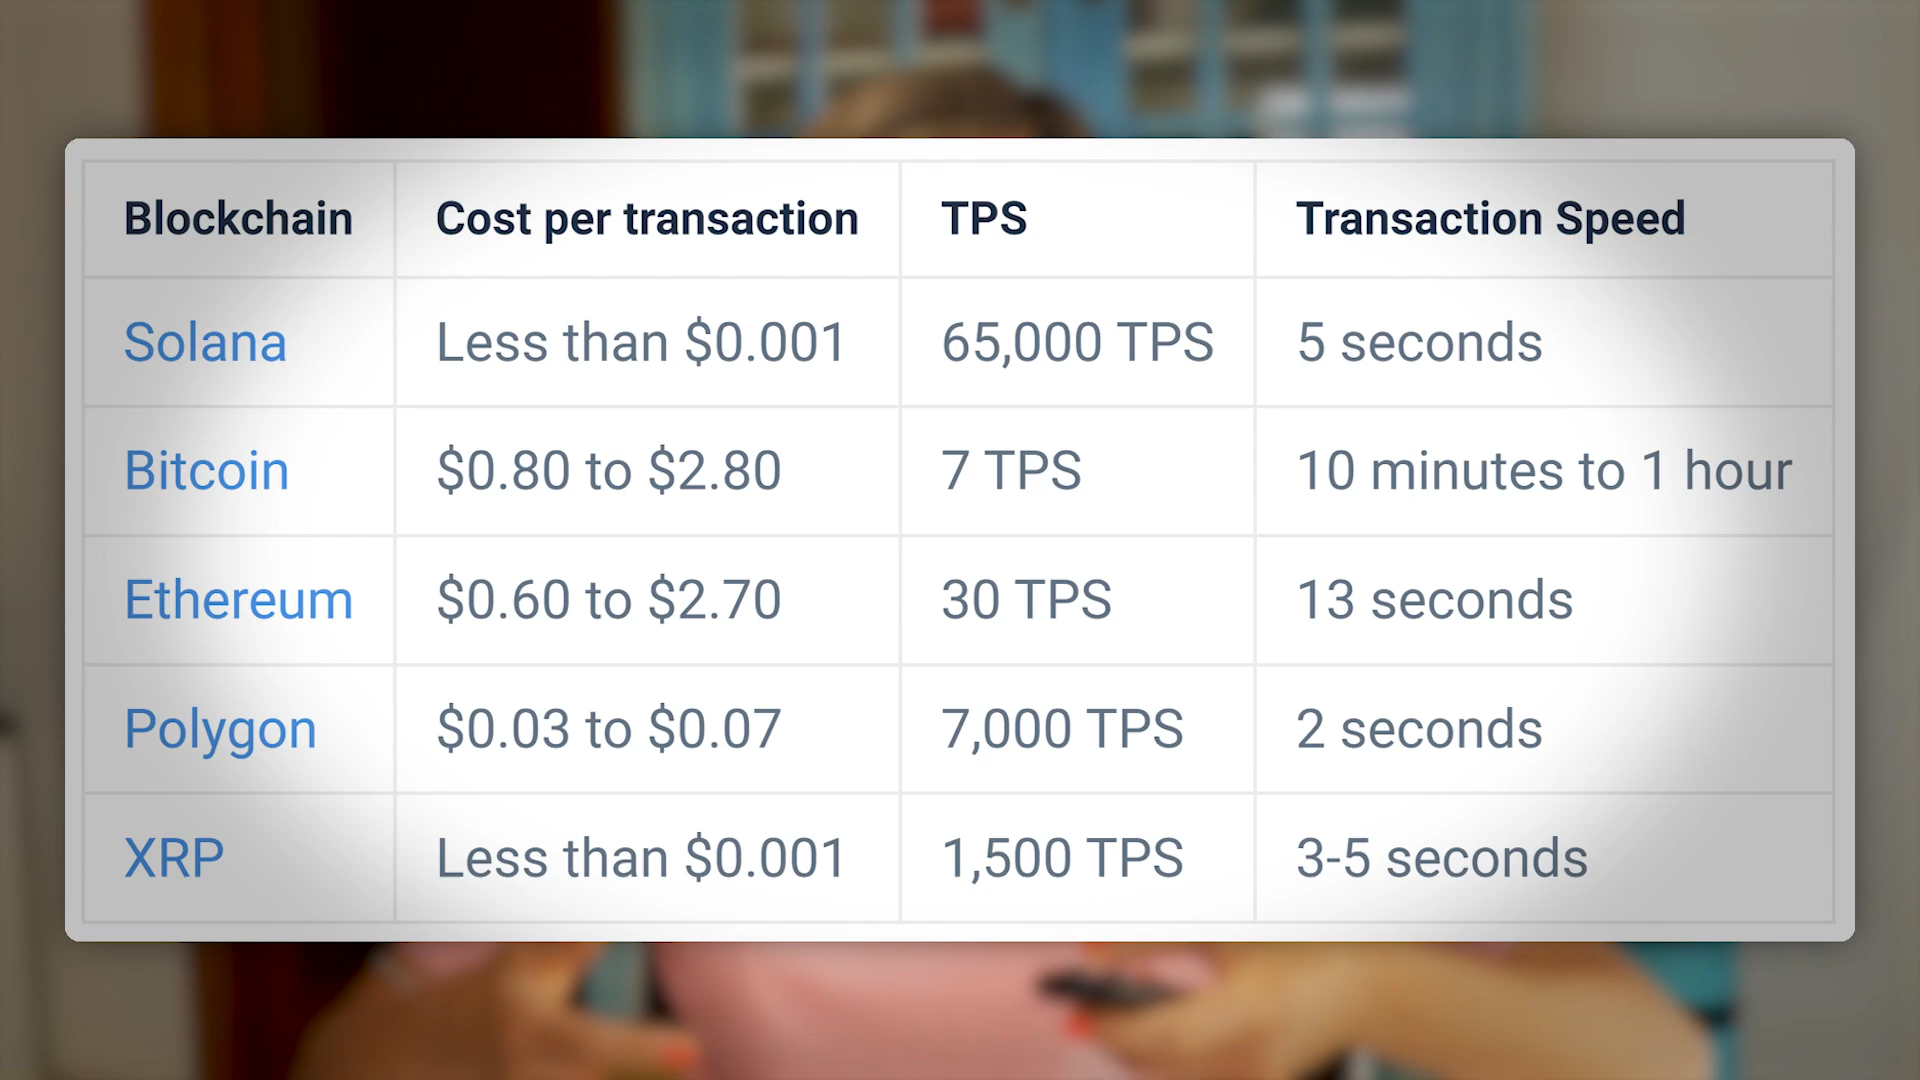 Blockchain Cost per transaction TPS Transaction Speed
Solana Less than $0.001 65,000 TPS 5 seconds
Bitcoin $0.80 to $2.80 7 TPS 10 minutes to 1 hour
Ethereum $0.60 to $2.70 30 TPS 13 seconds
Polygon $0.03 to $0.07 7,000 TPS 2 seconds
XRP Less than $0.001 1,500 TPS 3-5 seconds